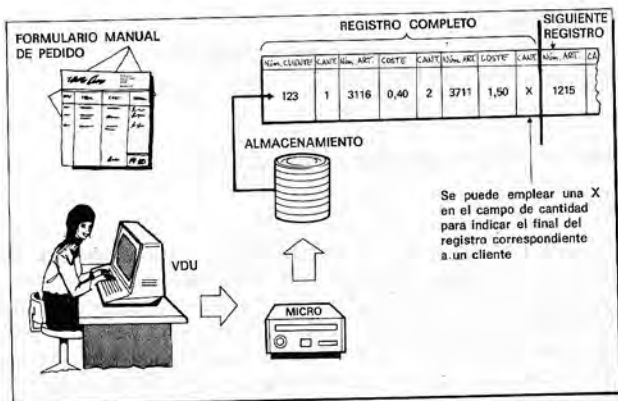 FORMULARIO MANUAL
DE PEDIDO
REGISTRO COMPLETO
SIGUIENTE
REGISTRO
Núm. CLIENTE CANT. Núm. ART. COSTE CANT. Núm. ART. COSTE CANT. Núm. ART. CA
123 1 3116 0,40 2 3711 1,50 X 1215
ALMACENAMIENTO
Se puede emplear una X
en el campo de cantidad
para indicar el final del
registro correspondiente
a un cliente
VDU
MICRO